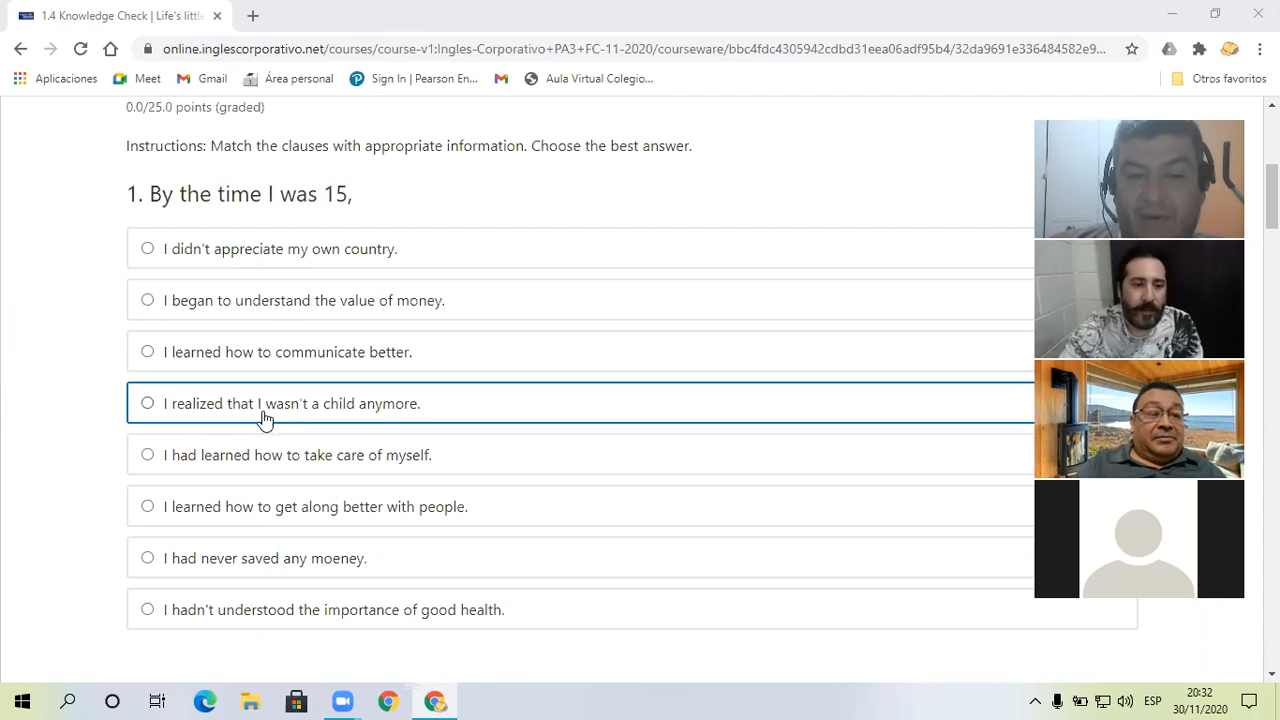 1.4 Knowledge Check | Life's little
online.inglescorporativo.net/courses/course-v1:Ingles-Corporativo+PA3+FC-11-2020/courseware/bbc4fdc4305942cdbd31eea06adf95b4/32da9691e336484582e9...
Aplicaciones Meet Gmail Área personal Sign In | Pearson En... Aula Virtual Colegio... Otros favoritos
0.0/25.0 points (graded)
Instructions: Match the clauses with appropriate information. Choose the best answer.
1. By the time I was 15,
I didn't appreciate my own country.
I began to understand the value of money.
I learned how to communicate better.
I realized that I wasn't a child anymore.
I had learned how to take care of myself.
I learned how to get along better with people.
I had never saved any moeney.
I hadn't understood the importance of good health.
ESP
20:32
30/11/2020